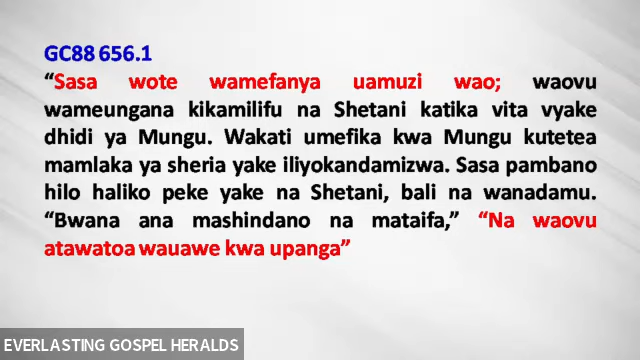 GC88 656.1
“Sasa wote wamefanya uamuzi wao; waovu
wameungana kikamilifu na Shetani katika vita vyake
dhidi ya Mungu. Wakati umefika kwa Mungu kutetea
mamlaka ya sheria yake iliyokandamizwa. Sasa pambano
hilo haliko peke yake na Shetani, bali na wanadamu.
“Bwana ana mashindano na mataifa,” “Na waovu
atawatoa wauawe kwa upanga”
EVERLASTING GOSPEL HERALDS